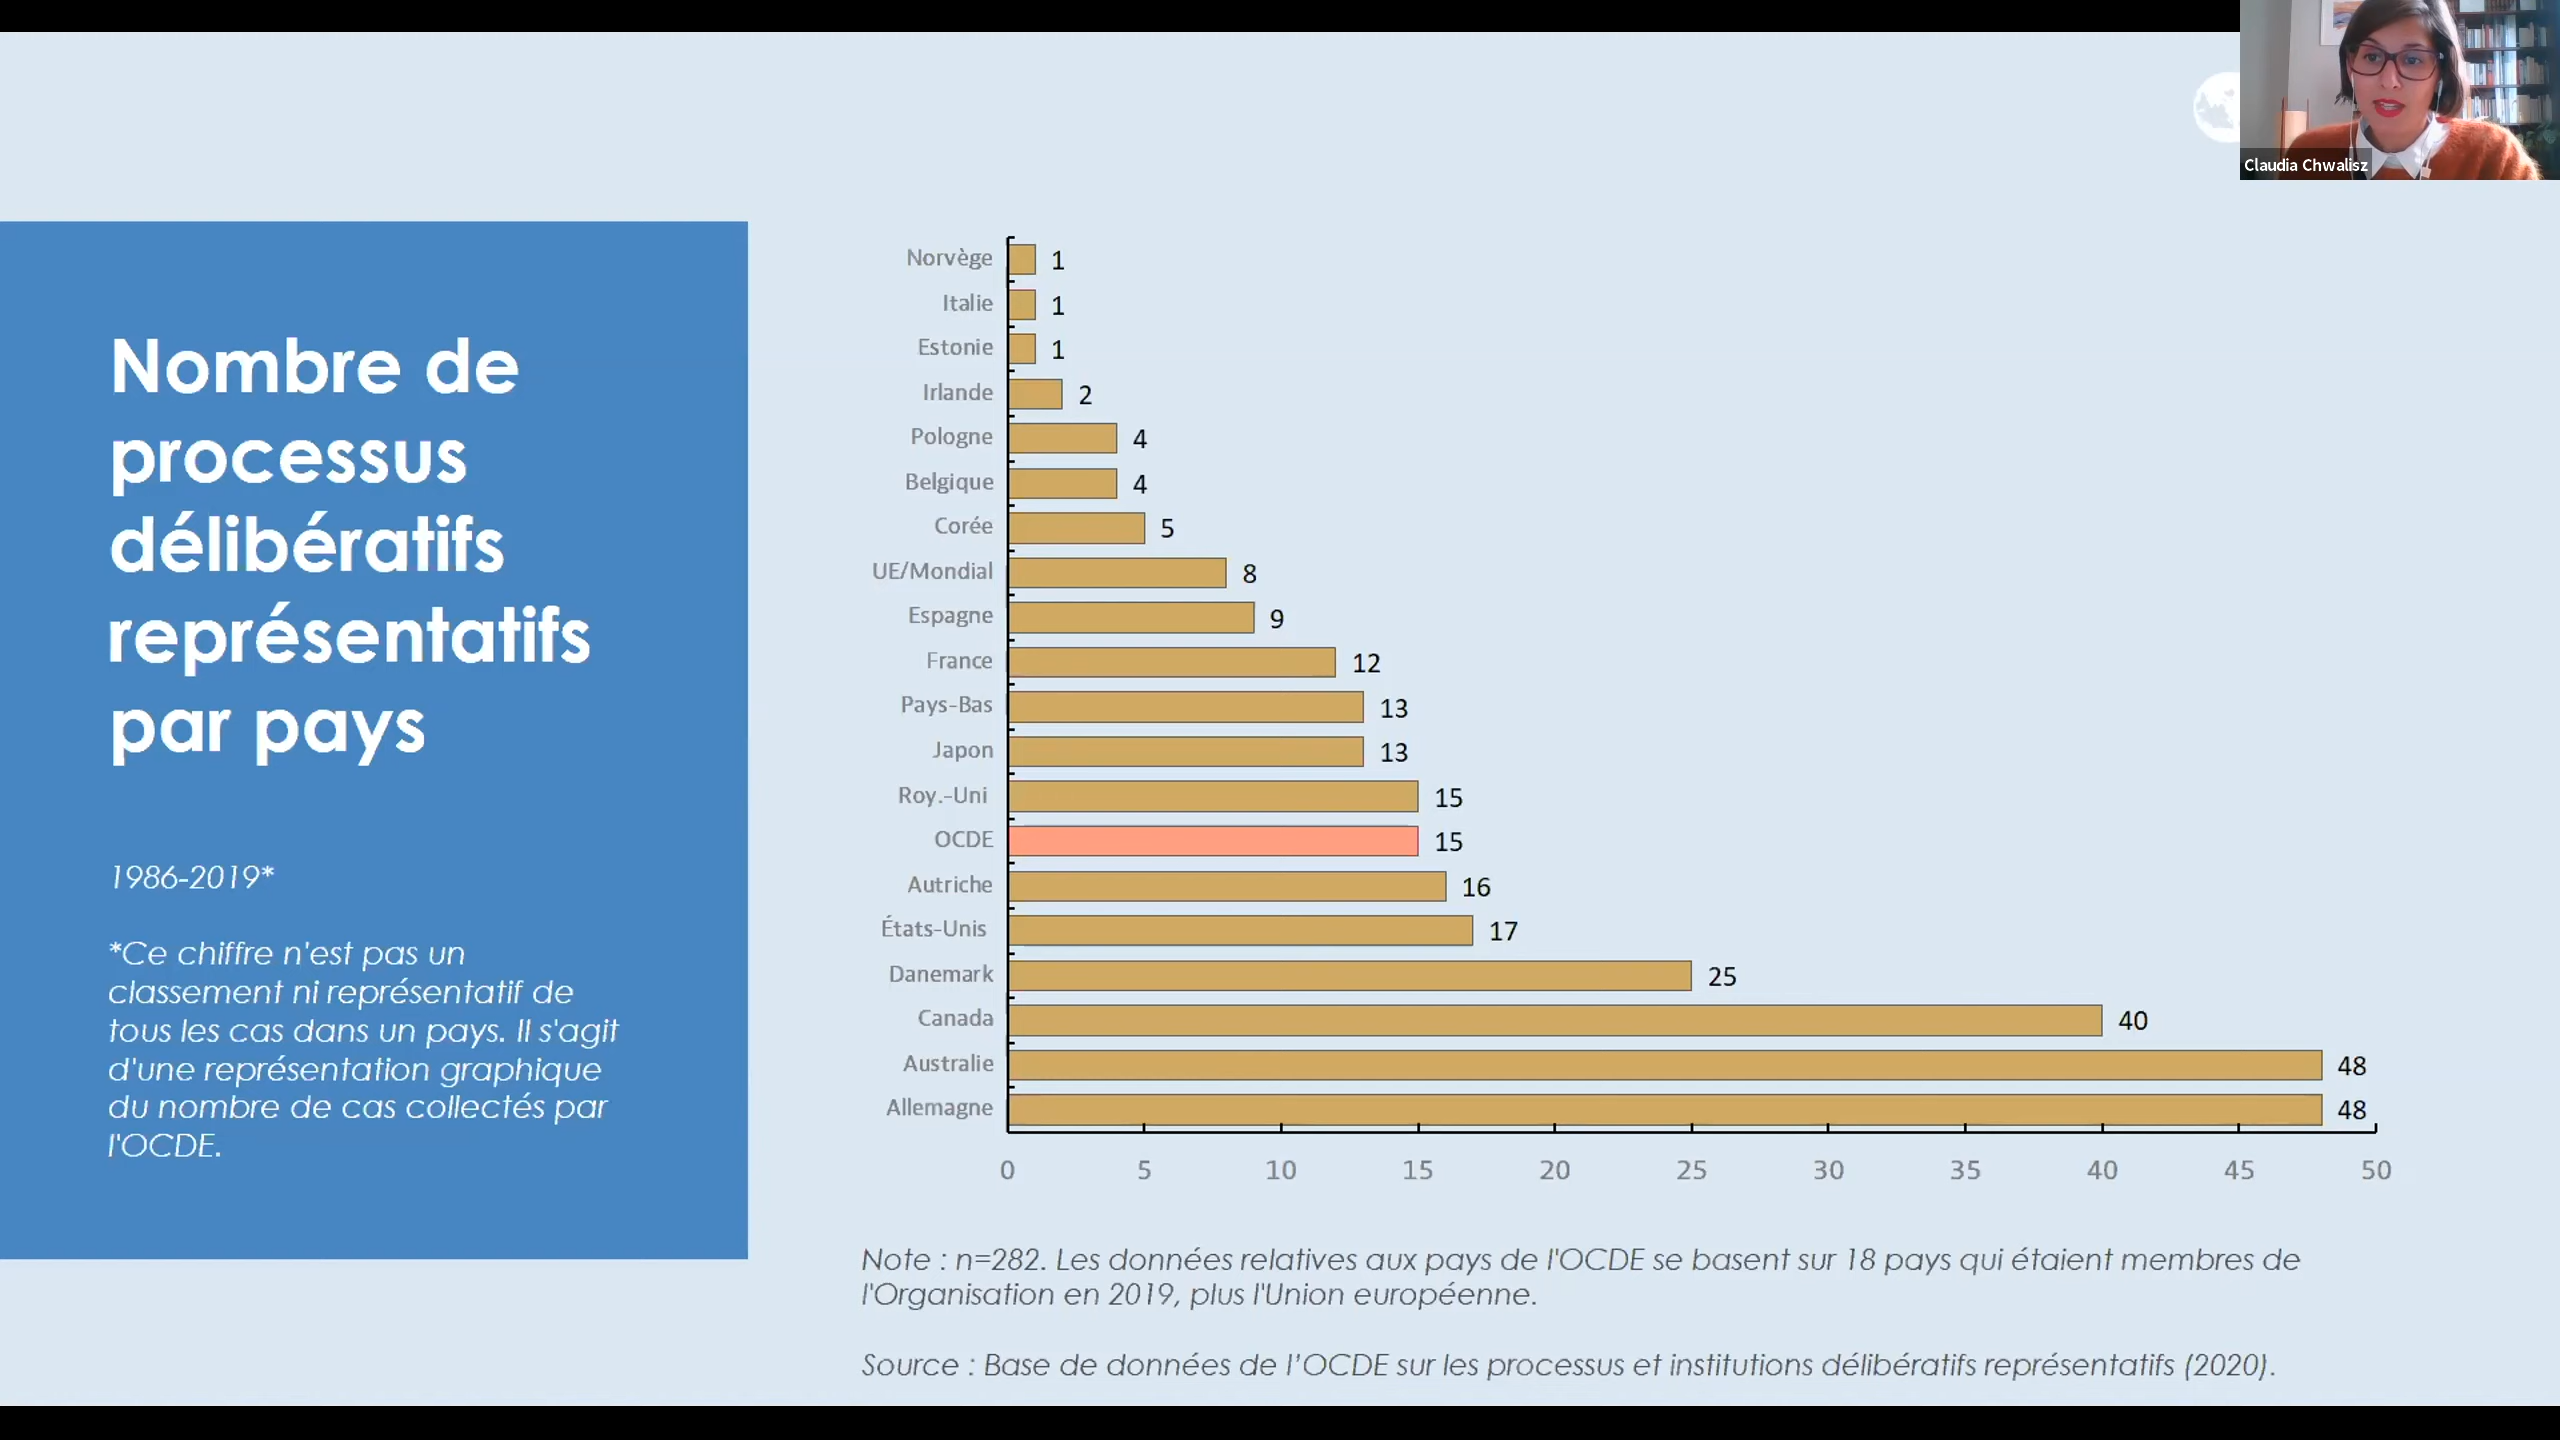 Claudia Chwalisz
Nombre de
processus
délibératifs
représentatifs
par pays
1986-2019*
*Ce chiffre n'est pas un
classement ni représentatif de
tous les cas dans un pays. Il s'agit
d'une représentation graphique
du nombre de cas collectés par
l'OCDE.
Norvège 1
Italie 1
Estonie 1
Irlande 2
Pologne 4
Belgique 4
Corée 5
UE/Mondial 8
Espagne 9
France 12
Pays-Bas 13
Japon 13
Roy.-Uni 15
OCDE 15
Autriche 16
États-Unis 17
Danemark 25
Canada 40
Australie 48
Allemagne 48
0 5 10 15 20 25 30 35 40 45 50
Note : n=282. Les données relatives aux pays de l'OCDE se basent sur 18 pays qui étaient membres de
l'Organisation en 2019, plus l'Union européenne.
Source : Base de données de l’OCDE sur les processus et institutions délibératifs représentatifs (2020).